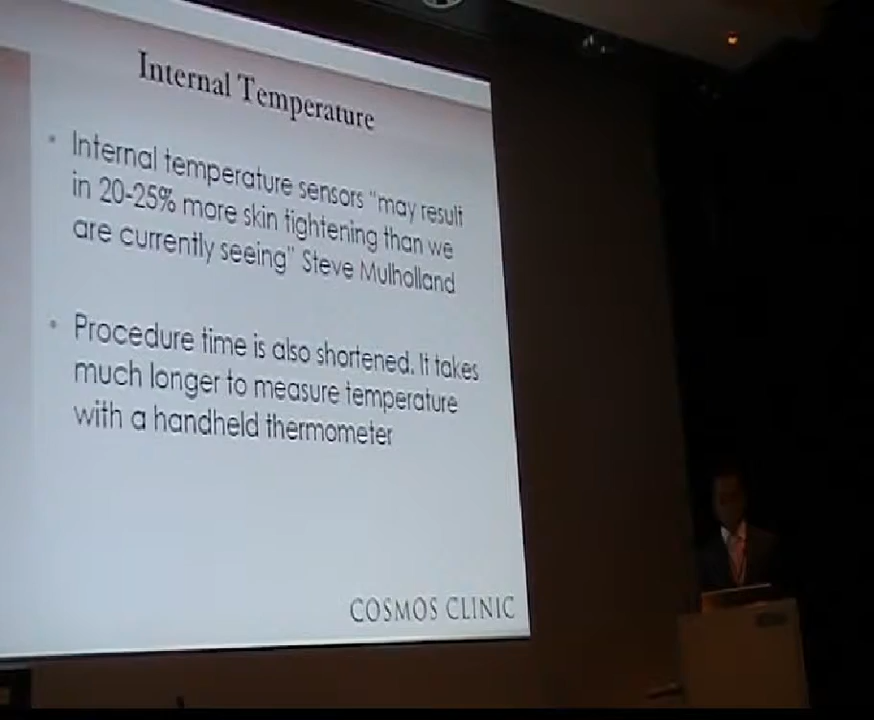 Internal Temperature
• Internal temperature sensors "may result
in 20-25% more skin tightening than we
are currently seeing" Steve Mulholland
• Procedure time is also shortened. It takes
much longer to measure temperature
with a handheld thermometer
COSMOS CLINIC